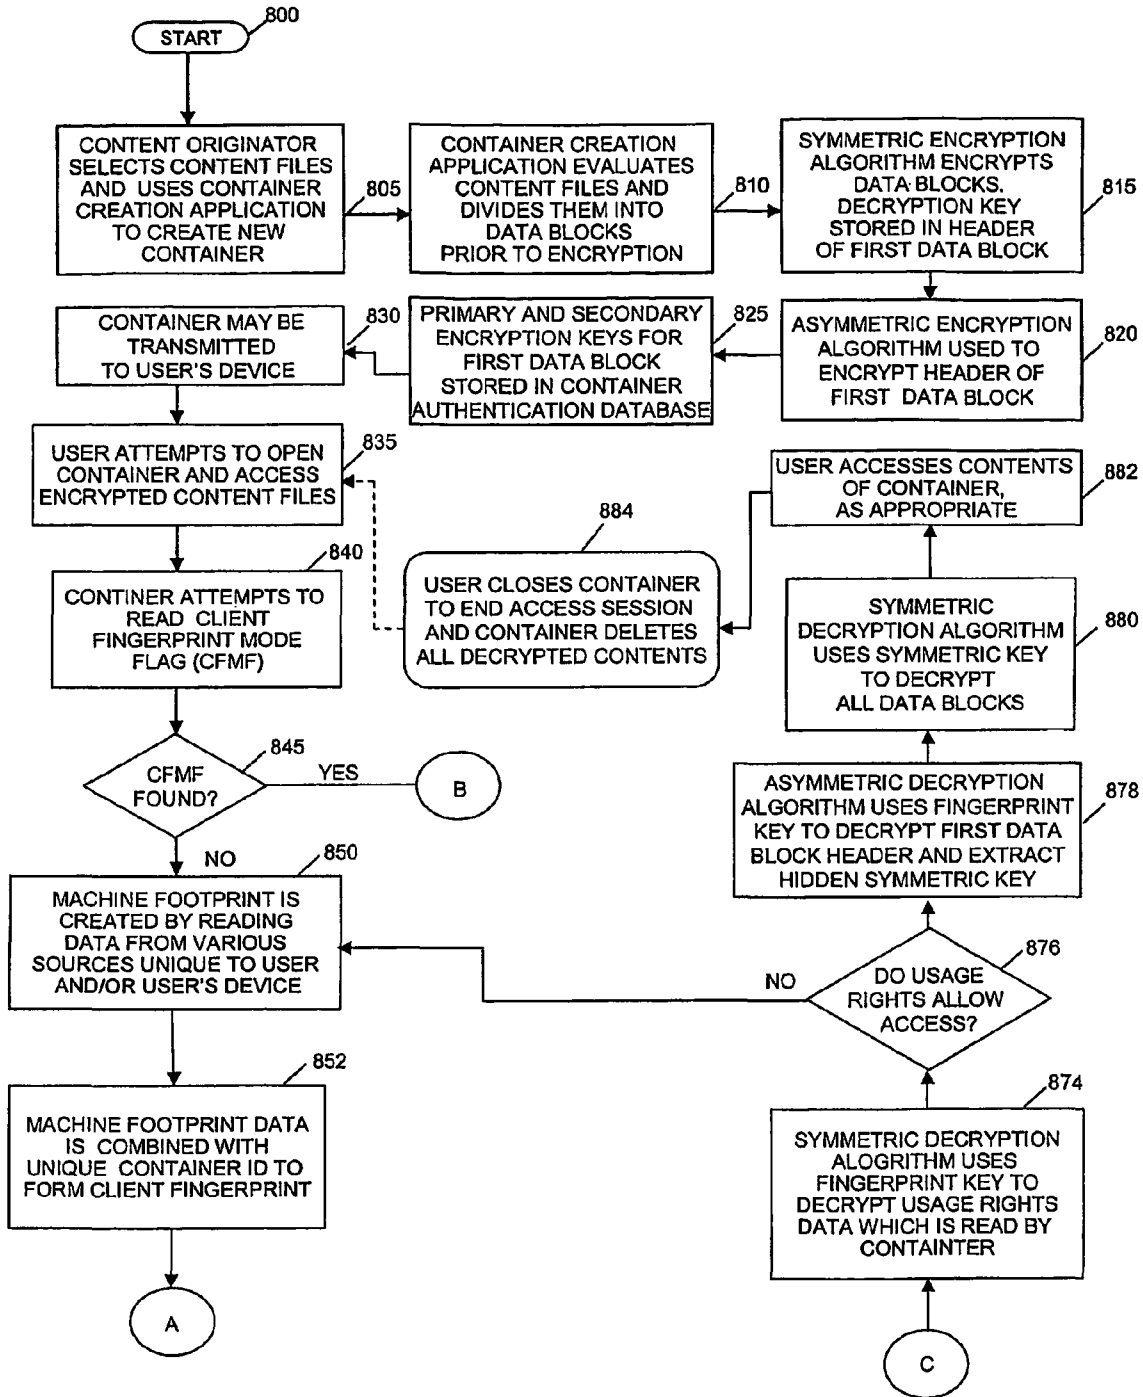 START
800
CONTENT ORIGINATOR
SELECTS CONTENT FILES
AND USES CONTAINER
CREATION APPLICATION
TO CREATE NEW
CONTAINER
805
CONTAINER CREATION
APPLICATION EVALUATES
CONTENT FILES AND
DIVIDES THEM INTO
DATA BLOCKS
PRIOR TO ENCRYPTION
810
SYMMETRIC ENCRYPTION
ALGORITHM ENCRYPTS
DATA BLOCKS.
DECRYPTION KEY
STORED IN HEADER
OF FIRST DATA BLOCK
815
ASYMMETRIC ENCRYPTION
ALGORITHM USED TO
ENCRYPT HEADER OF
FIRST DATA BLOCK
820
PRIMARY AND SECONDARY
ENCRYPTION KEYS FOR
FIRST DATA BLOCK
STORED IN CONTAINER
AUTHENTICATION DATABASE
825
CONTAINER MAY BE
TRANSMITTED
TO USER'S DEVICE
830
USER ATTEMPTS TO OPEN
CONTAINER AND ACCESS
ENCRYPTED CONTENT FILES
835
CONTINER ATTEMPTS TO
READ CLIENT
FINGERPRINT MODE
FLAG (CFMF)
840
CFMF
FOUND?
845
YES
B
NO
MACHINE FOOTPRINT IS
CREATED BY READING
DATA FROM VARIOUS
SOURCES UNIQUE TO USER
AND/OR USER'S DEVICE
850
MACHINE FOOTPRINT DATA
IS COMBINED WITH
UNIQUE CONTAINER ID TO
FORM CLIENT FINGERPRINT
852
A
USER CLOSES CONTAINER
TO END ACCESS SESSION
AND CONTAINER DELETES
ALL DECRYPTED CONTENTS
884
USER ACCESSES CONTENTS
OF CONTAINER,
AS APPROPRIATE
882
SYMMETRIC
DECRYPTION ALGORITHM
USES SYMMETRIC KEY
TO DECRYPT
ALL DATA BLOCKS
880
ASYMMETRIC DECRYPTION
ALGORITHM USES FINGERPRINT
KEY TO DECRYPT FIRST DATA
BLOCK HEADER AND EXTRACT
HIDDEN SYMMETRIC KEY
878
DO USAGE
RIGHTS ALLOW
ACCESS?
876
NO
SYMMETRIC DECRYPTION
ALOGRITHM USES
FINGERPRINT KEY TO
DECRYPT USAGE RIGHTS
DATA WHICH IS READ BY
CONTAINTER
874
C